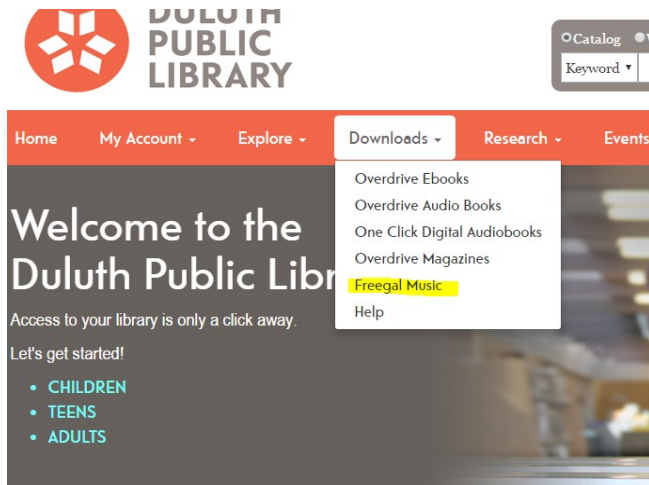 DULUTH
PUBLIC
LIBRARY
Catalog
Keyword
Home My Account Explore Downloads Research Events
Overdrive Ebooks
Overdrive Audio Books
One Click Digital Audiobooks
Overdrive Magazines
Freegal Music
Help
Welcome to the
Duluth Public
Access to your library is only a click away.
Let's get started!
• CHILDREN
• TEENS
• ADULTS